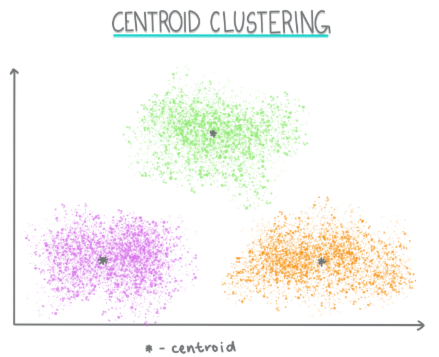 CENTROID CLUSTERING
* - centroid